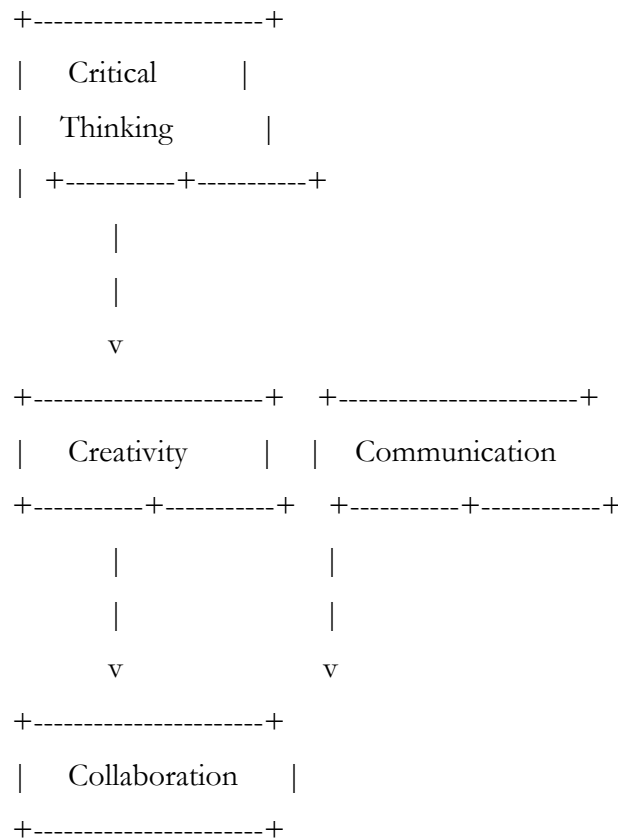 +-----------------------+
| Critical |
| Thinking |
| +-----------+-----------+
|
|
v
+-----------------------+ +------------------------+
| Creativity | | Communication
+-----------+-----------+ +-----------+------------+
| |
| |
v v
+-----------------------+
| Collaboration |
+-----------------------+